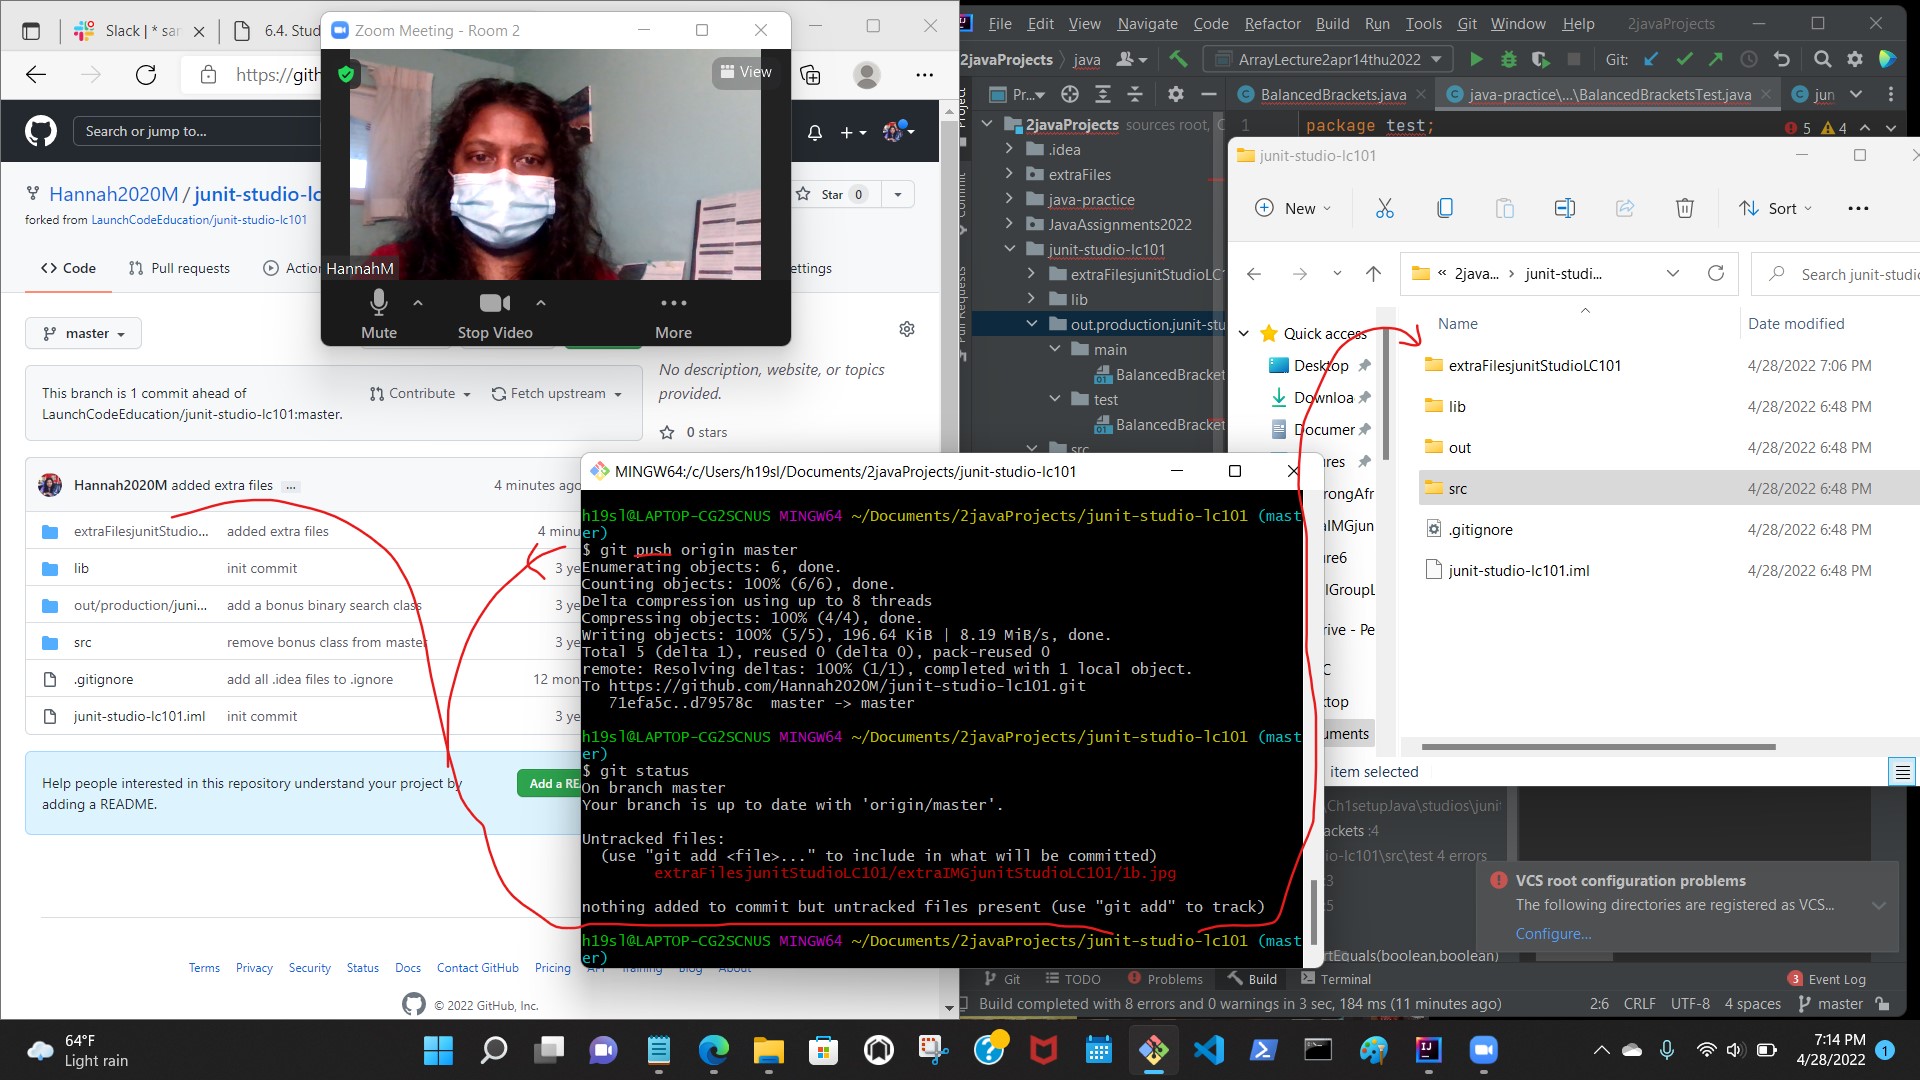 Slack | * sar
6.4. Stud
https://gith
Search or jump to...
Hannah2020M / junit-studio-lc
forked from LaunchCodeEducation/junit-studio-lc101
Star 0
Code
Pull requests
Actio
ettings
master
This branch is 1 commit ahead of
LaunchCodeEducation/junit-studio-lc101:master.
Contribute
Fetch upstream
No description, website, or topics
provided.
0 stars
Hannah2020M added extra files ...
4 minutes ago
extraFilesjunitStudio... added extra files 4 minu
lib init commit 3 ye
out/production/juni... add a bonus binary search class 3 ye
src remove bonus class from master 3 ye
.gitignore add all .idea files to .ignore 12 mon
junit-studio-lc101.iml init commit 3 ye
Help people interested in this repository understand your project by
adding a README.
Add a RE
Terms Privacy Security Status Docs Contact GitHub Pricing API Training Blog About
© 2022 GitHub, Inc.
Zoom Meeting - Room 2
View
HannahM
Mute
Stop Video
More
File Edit View Navigate Code Refactor Build Run Tools Git Window Help 2javaProjects
2javaProjects java
ArrayLecture2apr14thu2022
Git:
Project
Commit
Pull Requests
Pr...
BalancedBrackets.java
java-practice\...\BalancedBracketsTest.java
jun
2javaProjects sources root, C
.idea
extraFiles
java-practice
JavaAssignments2022
junit-studio-lc101
extraFilesjunitStudioLC1
lib
out.production.junit-stu
main
BalancedBracket
test
BalancedBracket
src
1 package test;
5 4
junit-studio-lc101
New
Sort
2java... junit-studi...
Search junit-studio
Quick access
Desktop
Downloa
Documer
ures
rongAfr
aIMGjun
ure6
lGroupL
rive - Pe
C
ktop
uments
Name Date modified
extraFilesjunitStudioLC101 4/28/2022 7:06 PM
lib 4/28/2022 6:48 PM
out 4/28/2022 6:48 PM
src 4/28/2022 6:48 PM
.gitignore 4/28/2022 6:48 PM
junit-studio-lc101.iml 4/28/2022 6:48 PM
item selected
MINGW64:/c/Users/h19sl/Documents/2javaProjects/junit-studio-lc101
h19sl@LAPTOP-CG2SCNUS MINGW64 ~/Documents/2javaProjects/junit-studio-lc101 (mast
er)
$ git push origin master
Enumerating objects: 6, done.
Counting objects: 100% (6/6), done.
Delta compression using up to 8 threads
Compressing objects: 100% (4/4), done.
Writing objects: 100% (5/5), 196.64 KiB | 8.19 MiB/s, done.
Total 5 (delta 1), reused 0 (delta 0), pack-reused 0
remote: Resolving deltas: 100% (1/1), completed with 1 local object.
To https://github.com/Hannah2020M/junit-studio-lc101.git
71efa5c..d79578c master -> master
h19sl@LAPTOP-CG2SCNUS MINGW64 ~/Documents/2javaProjects/junit-studio-lc101 (mast
er)
$ git status
On branch master
Your branch is up to date with 'origin/master'.
Untracked files:
(use "git add <file>..." to include in what will be committed)
extraFilesjunitStudioLC101/extraIMGjunitStudioLC101/1b.jpg
nothing added to commit but untracked files present (use "git add" to track)
h19sl@LAPTOP-CG2SCNUS MINGW64 ~/Documents/2javaProjects/junit-studio-lc101 (mast
er)
\Ch1setupJava\studios\junit
ackets :4
io-lc101\src\test 4 errors
:3
:5
rtEquals(boolean,boolean)
VCS root configuration problems
The following directories are registered as VCS...
Configure...
Git TODO Problems Build Terminal
3 Event Log
Build completed with 8 errors and 0 warnings in 3 sec, 184 ms (11 minutes ago)
2:6 CRLF UTF-8 4 spaces master
64°F
Light rain
7:14 PM
4/28/2022
1